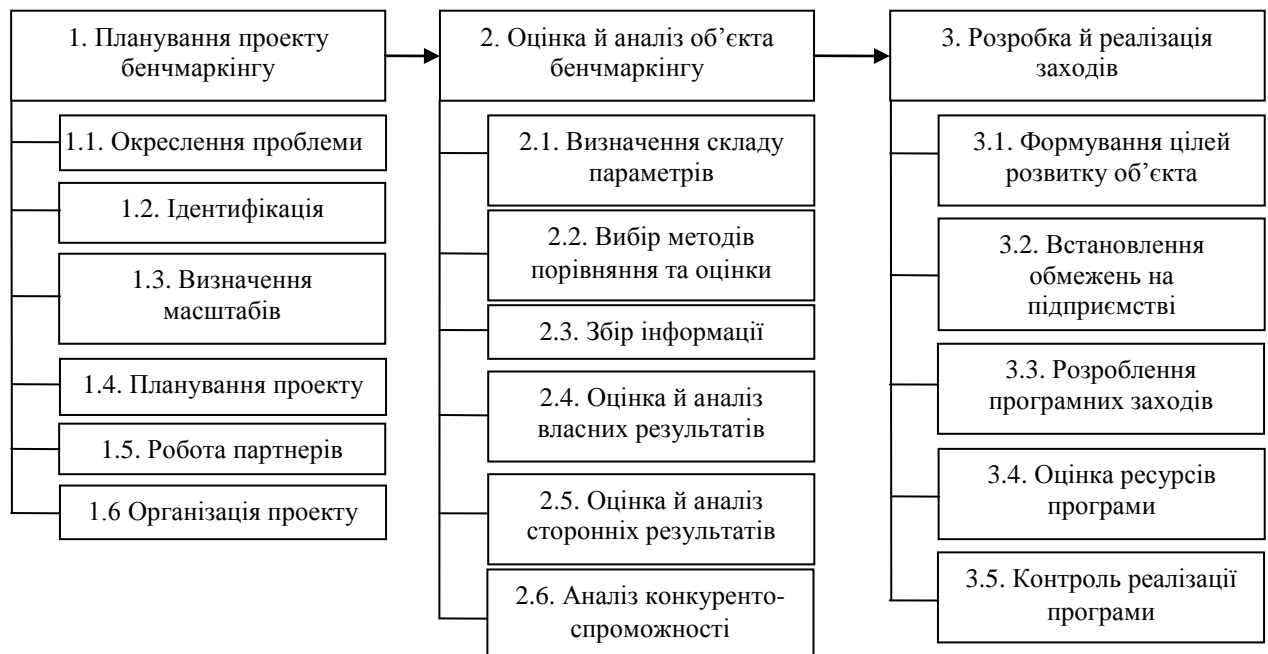 1. Планування проекту
бенчмаркінгу
1.1. Окреслення проблеми
1.2. Ідентифікація
1.3. Визначення
масштабів
1.4. Планування проекту
1.5. Робота партнерів
1.6 Організація проекту
2. Оцінка й аналіз об’єкта
бенчмаркінгу
2.1. Визначення складу
параметрів
2.2. Вибір методів
порівняння та оцінки
2.3. Збір інформації
2.4. Оцінка й аналіз
власних результатів
2.5. Оцінка й аналіз
сторонніх результатів
2.6. Аналіз конкуренто-
спроможності
3. Розробка й реалізація
заходів
3.1. Формування цілей
розвитку об’єкта
3.2. Встановлення
обмежень на
підприємстві
3.3. Розроблення
програмних заходів
3.4. Оцінка ресурсів
програми
3.5. Контроль реалізації
програми